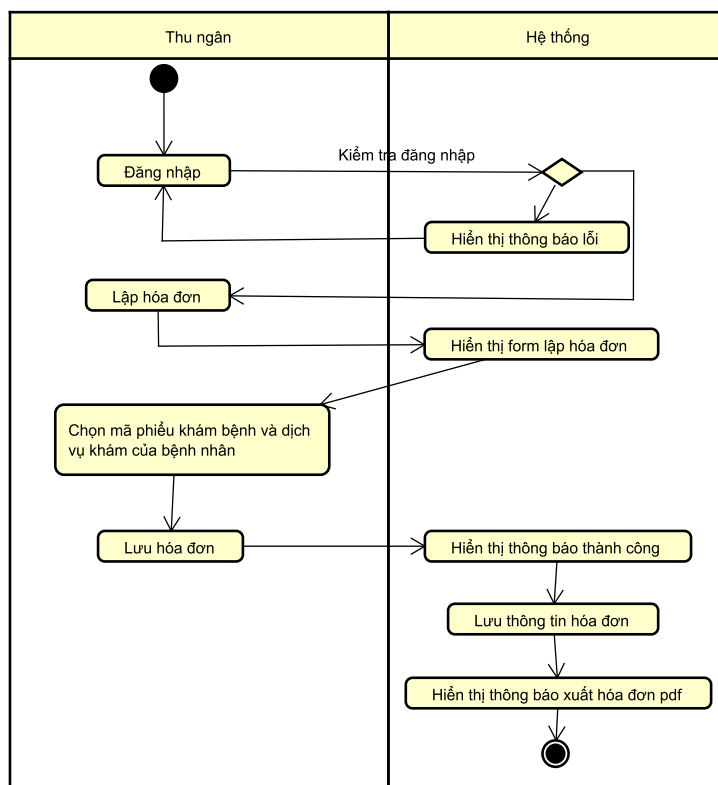 Thu ngân
Hệ thống
Kiểm tra đăng nhập
Đăng nhập
Hiển thị thông báo lỗi
Lập hóa đơn
Hiển thị form lập hóa đơn
Chọn mã phiếu khám bệnh và dịch
vụ khám của bệnh nhân
Lưu hóa đơn
Hiển thị thông báo thành công
Lưu thông tin hóa đơn
Hiển thị thông báo xuất hóa đơn pdf